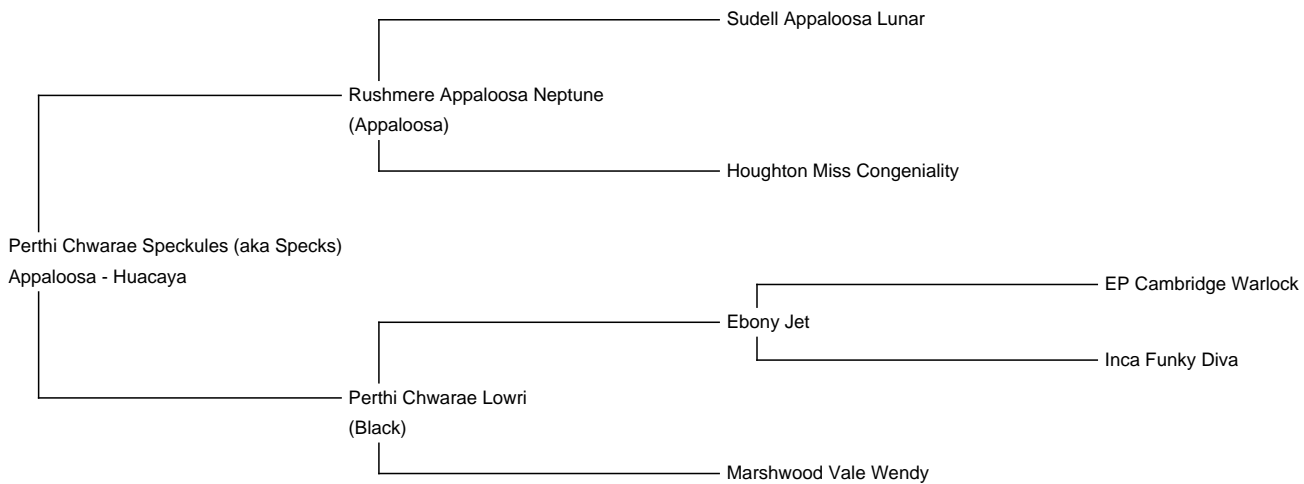 Sudell Appaloosa Lunar
Rushmere Appaloosa Neptune
(Appaloosa)
Houghton Miss Congeniality
Perthi Chwarae Speckules (aka Specks)
Appaloosa - Huacaya
EP Cambridge Warlock
Ebony Jet
Inca Funky Diva
Perthi Chwarae Lowri
(Black)
Marshwood Vale Wendy